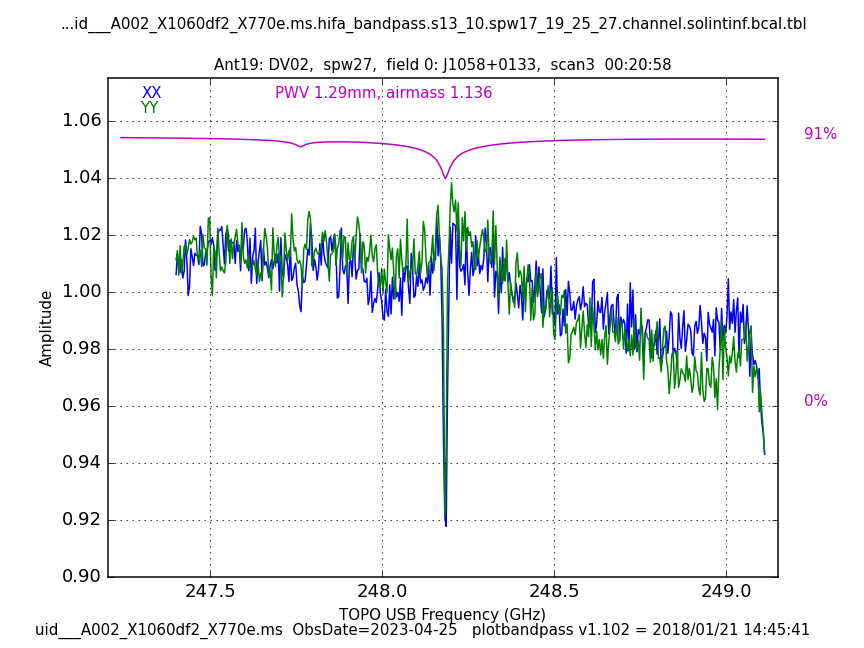 ...id___A002_X1060df2_X770e.ms.hifa_bandpass.s13_10.spw17_19_25_27.channel.solintinf.bcal.tbl
Ant19: DV02, spw27, field 0: J1058+0133, scan3 00:20:58
XX
YY
PWV 1.29mm, airmass 1.136
91%
0%
1.06
1.04
1.02
1.00
0.98
0.96
0.94
0.92
0.90
Amplitude
247.5 248.0 248.5 249.0
TOPO USB Frequency (GHz)
uid___A002_X1060df2_X770e.ms ObsDate=2023-04-25 plotbandpass v1.102 = 2018/01/21 14:45:41